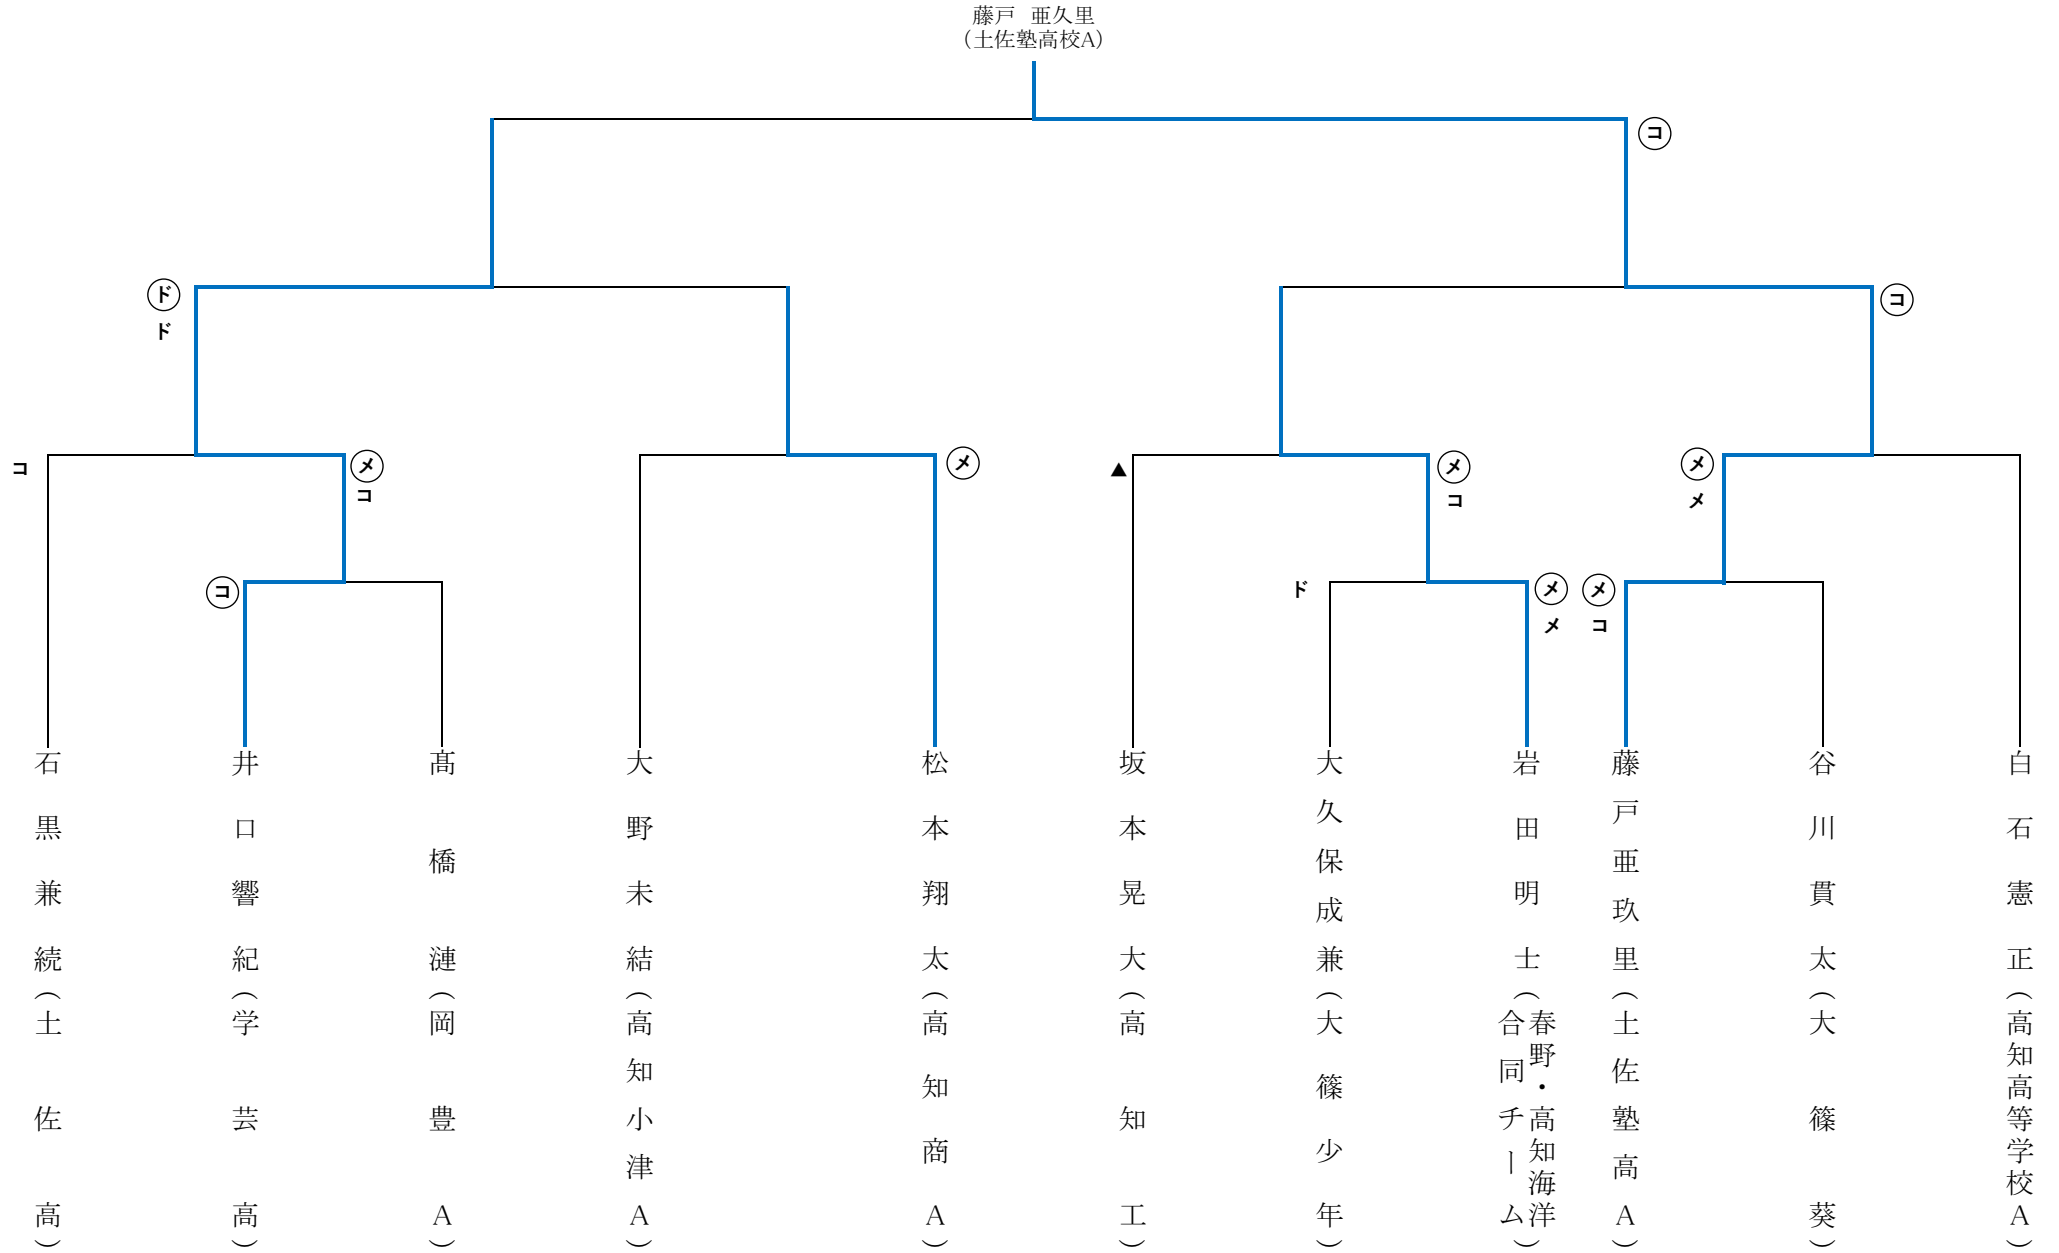 藤戸 亜久里
（土佐塾高校A）
コ
ド
ド
コ
コ
メ
コ
メ
▲
メ
コ
メ
メ
コ
ド
メ
メ
メ
コ
石黒兼続（土佐高）
井口響紀（学芸高）
髙橋漣（岡豊A）
大野未結（高知小津A）
松本翔太（高知商A）
坂本晃大（高知工）
大久保成兼（大篠少年）
岩田明士（春野・高知海洋
合同チーム）
藤戸亜玖里（土佐塾高A）
谷川貫太（大篠葵）
白石憲正（高知高等学校A）